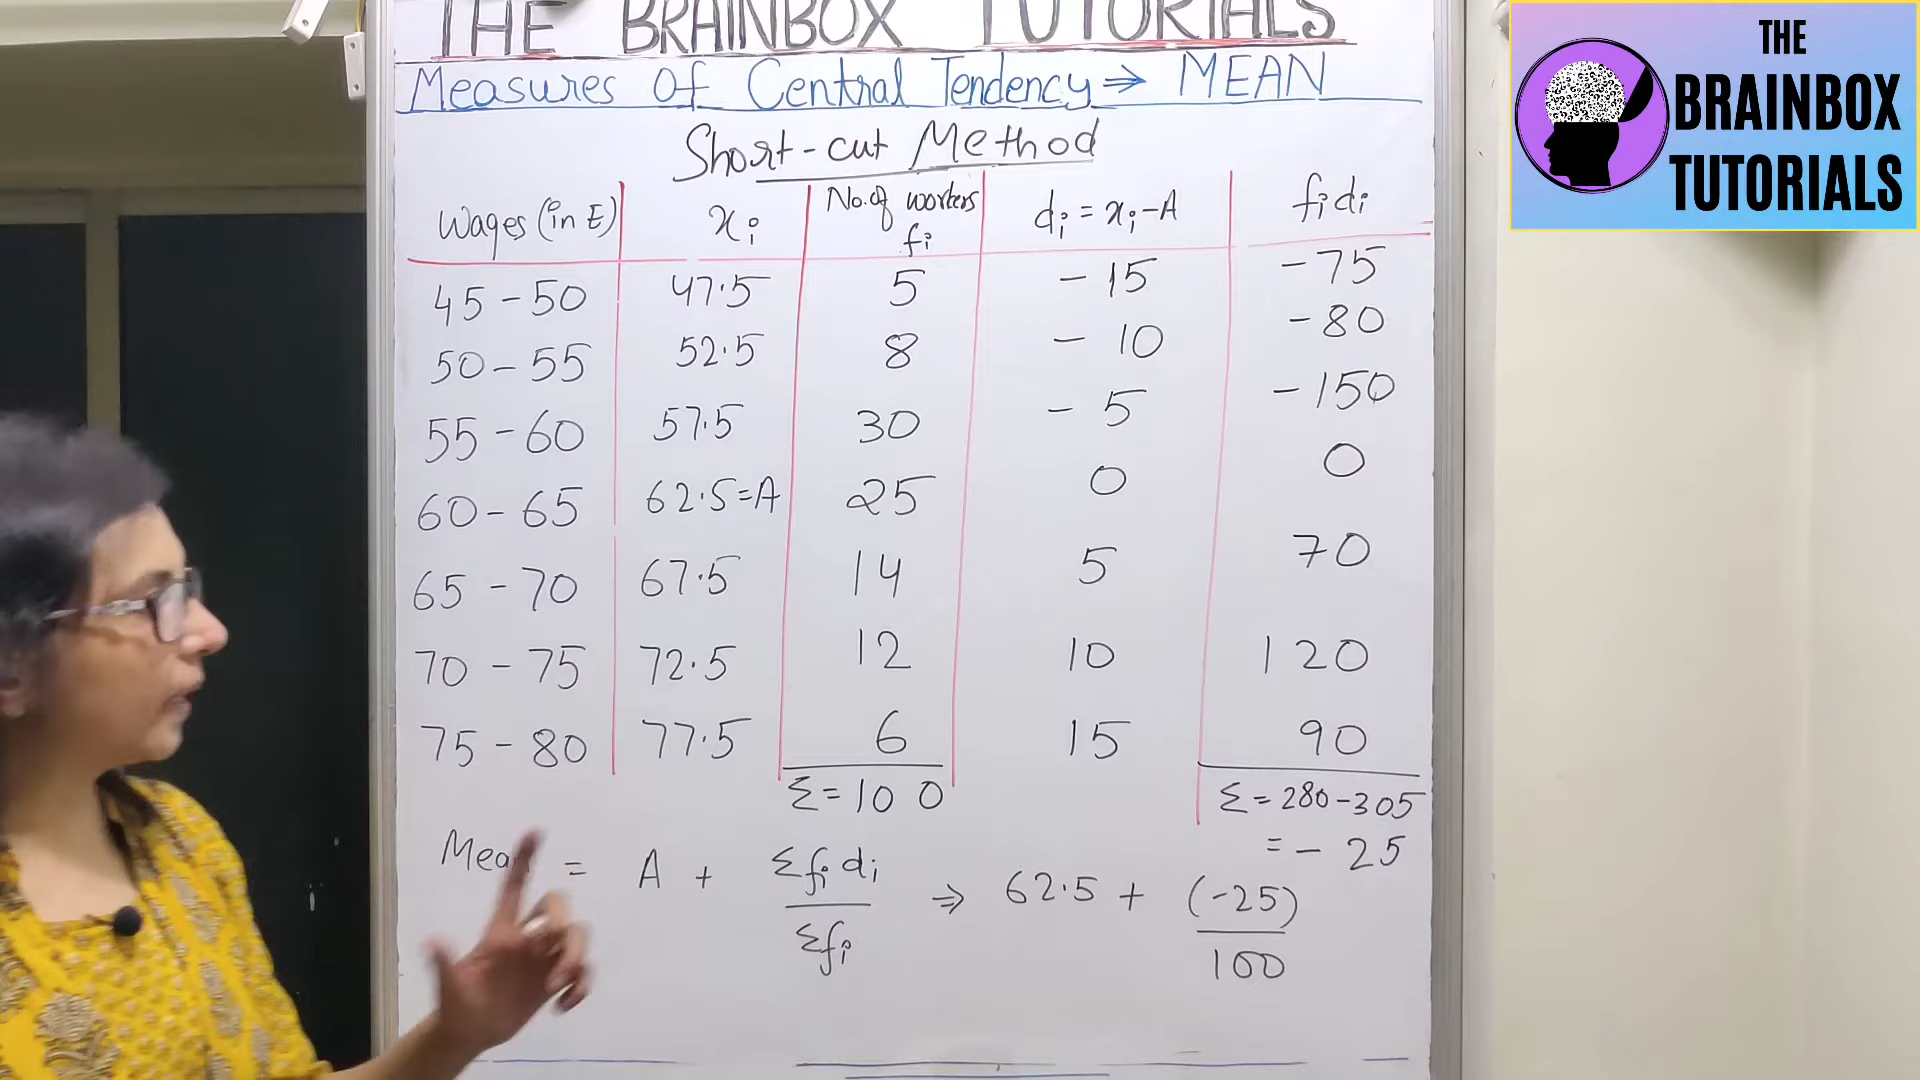 THE BRAINBOX TUTORIALS
Measures Of Central Tendency ⇒ MEAN
Short-cut Method
Wages (in E) xi No. of workers fi di = xi - A fidi
45 - 50 47.5 5 - 15 - 75
50 - 55 52.5 8 - 10 - 80
55 - 60 57.5 30 - 5 - 150
60 - 65 62.5 = A 25 0 0
65 - 70 67.5 14 5 70
70 - 75 72.5 12 10 120
75 - 80 77.5 6 15 90
Σ = 100 Σ = 280 - 305
= - 25
Mean = A + Σfidi / Σfi ⇒ 62.5 + (-25) / 100
THE
BRAINBOX
TUTORIALS